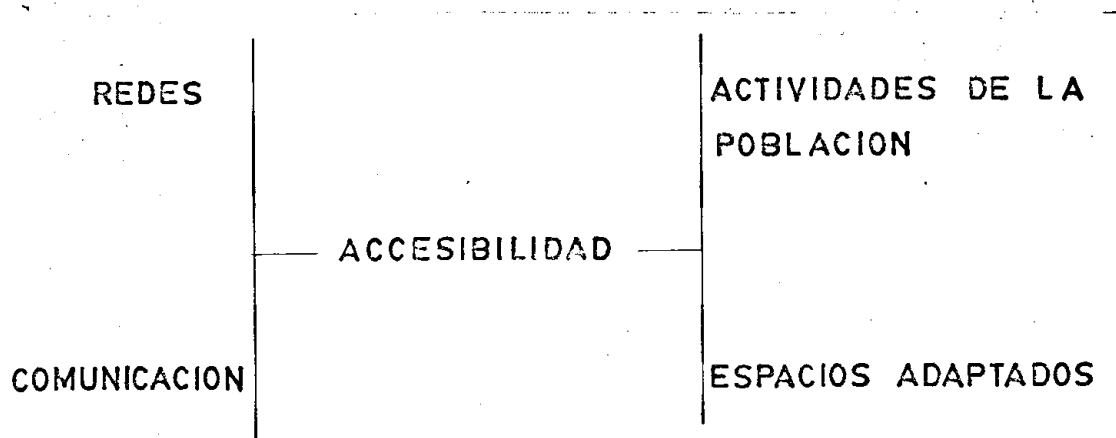 REDES
ACTIVIDADES DE LA
POBLACION
ACCESIBILIDAD
COMUNICACION
ESPACIOS ADAPTADOS